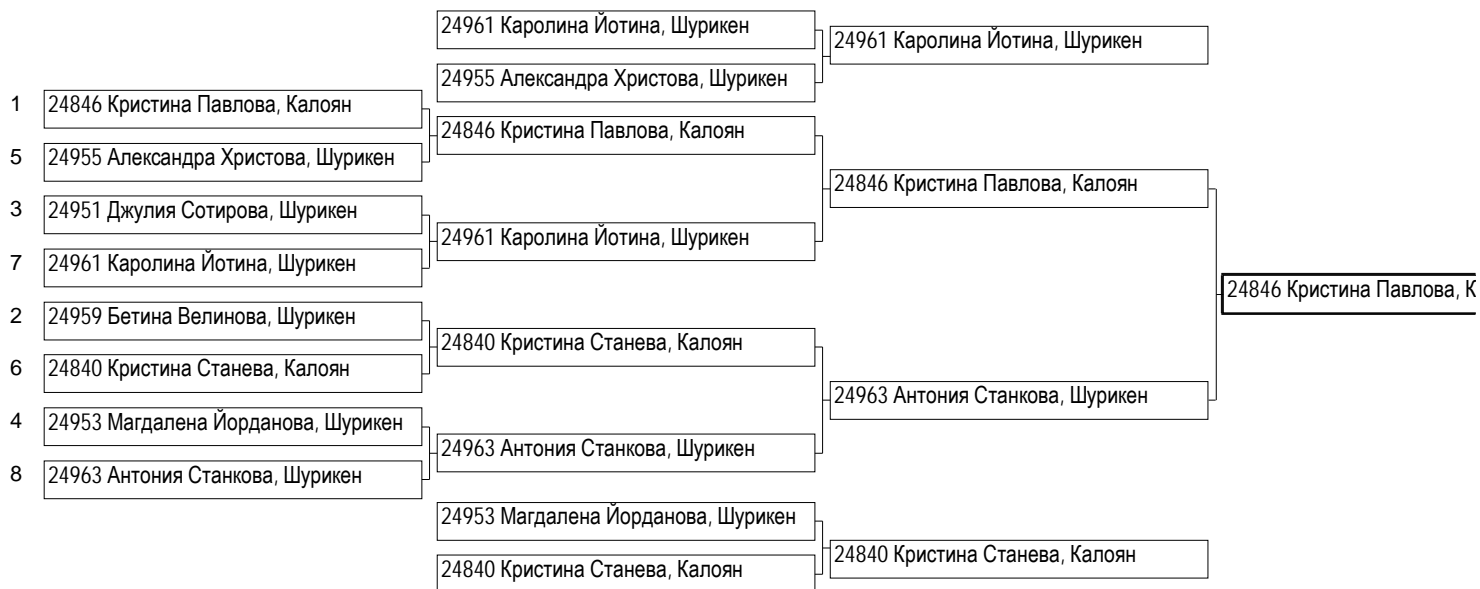 24961 Каролина Йотина, Шурикен
24961 Каролина Йотина, Шурикен
24955 Александра Христова, Шурикен
1 24846 Кристина Павлова, Калоян
24846 Кристина Павлова, Калоян
5 24955 Александра Христова, Шурикен
24846 Кристина Павлова, Калоян
3 24951 Джулия Сотирова, Шурикен
24961 Каролина Йотина, Шурикен
7 24961 Каролина Йотина, Шурикен
24846 Кристина Павлова, К
2 24959 Бетина Велинова, Шурикен
24840 Кристина Станева, Калоян
6 24840 Кристина Станева, Калоян
24963 Антония Станкова, Шурикен
4 24953 Магдалена Йорданова, Шурикен
24963 Антония Станкова, Шурикен
8 24963 Антония Станкова, Шурикен
24953 Магдалена Йорданова, Шурикен
24840 Кристина Станева, Калоян
24840 Кристина Станева, Калоян